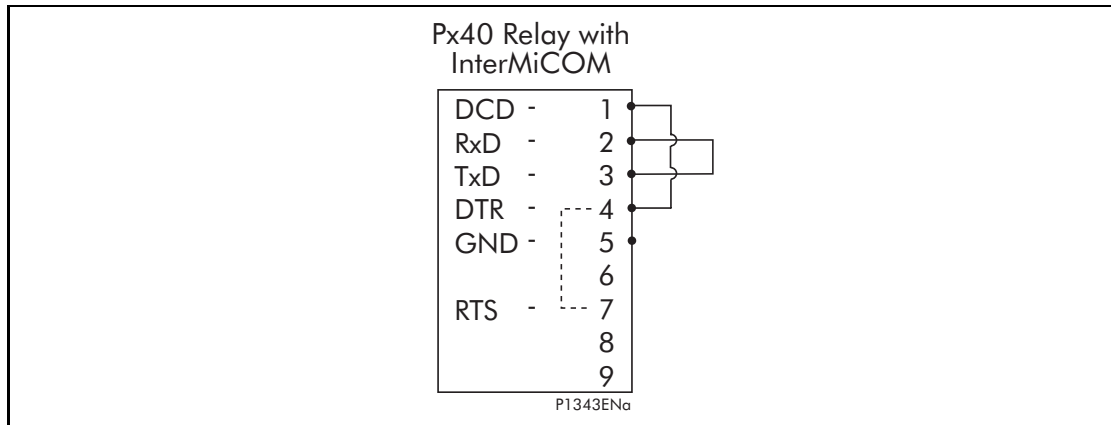 Px40 Relay with
InterMiCOM
DCD - 1
RxD - 2
TxD - 3
DTR 4
GND - 5
6
RTS - 7
8
9
P1343ENa